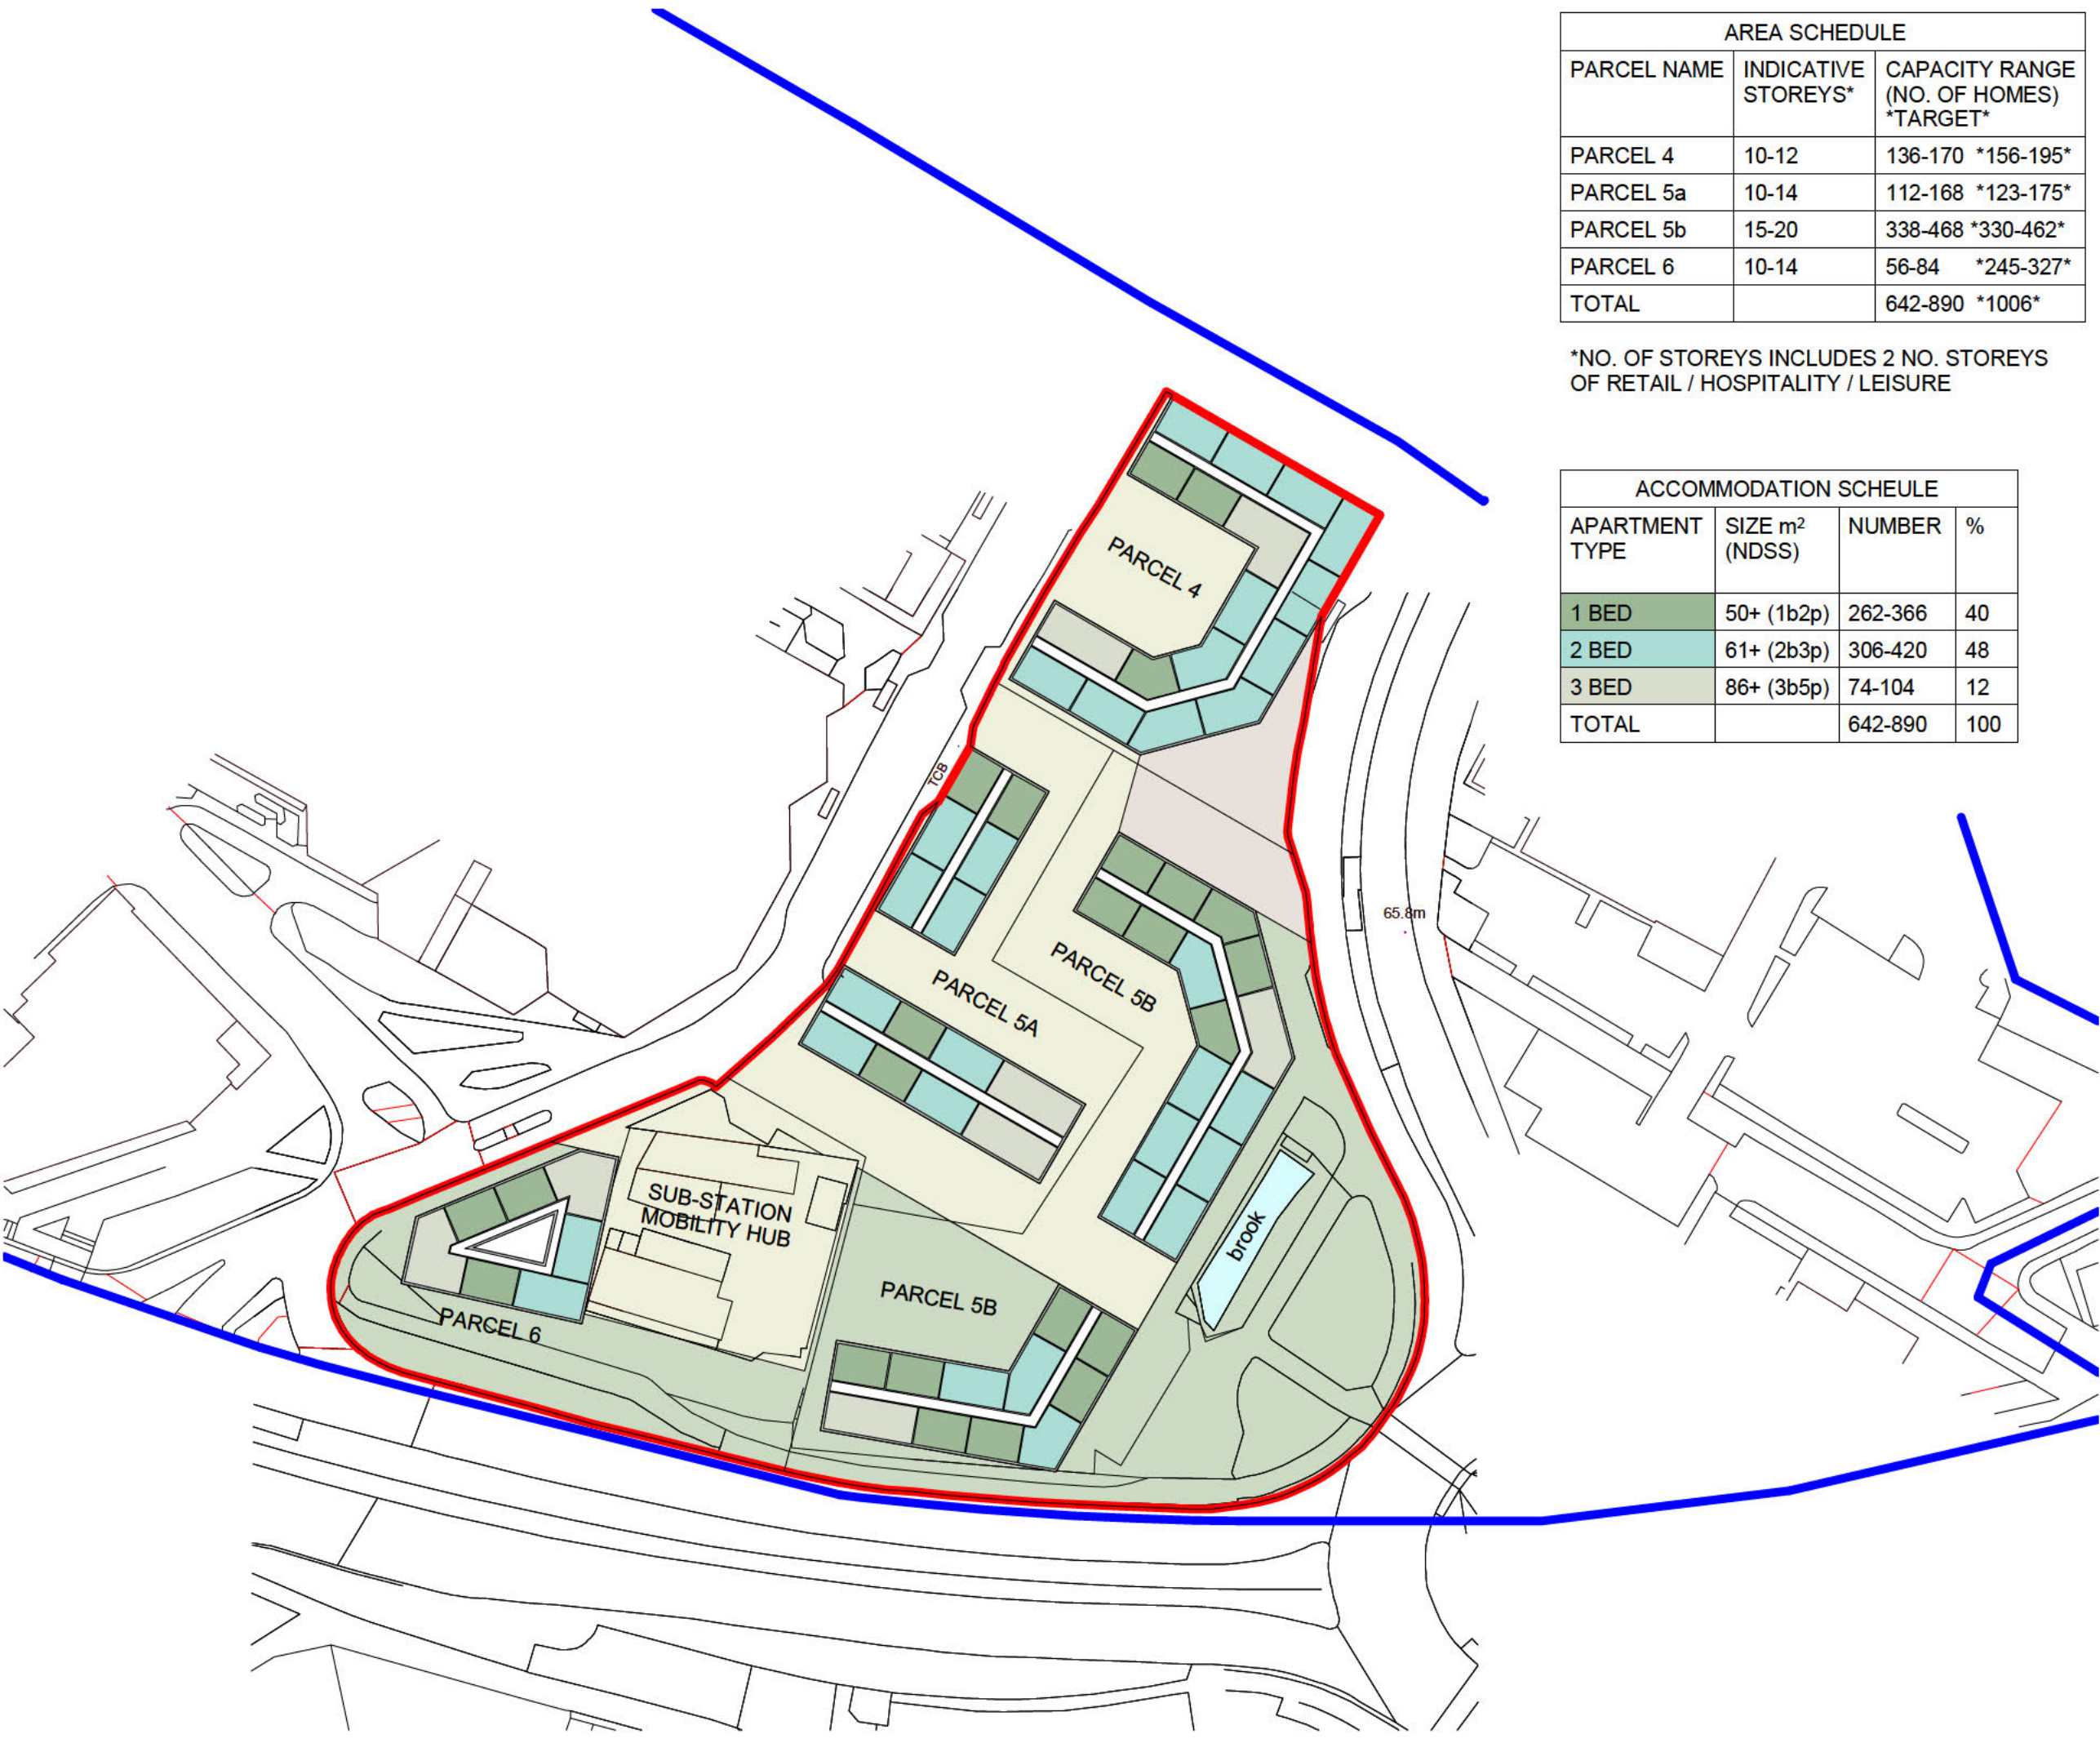 AREA SCHEDULE
PARCEL NAME INDICATIVE STOREYS* CAPACITY RANGE (NO. OF HOMES) *TARGET*
PARCEL 4 10-12 136-170 *156-195*
PARCEL 5a 10-14 112-168 *123-175*
PARCEL 5b 15-20 338-468 *330-462*
PARCEL 6 10-14 56-84 *245-327*
TOTAL 642-890 *1006*
*NO. OF STOREYS INCLUDES 2 NO. STOREYS
OF RETAIL / HOSPITALITY / LEISURE
ACCOMMODATION SCHEULE
APARTMENT TYPE SIZE m² (NDSS) NUMBER %
1 BED 50+ (1b2p) 262-366 40
2 BED 61+ (2b3p) 306-420 48
3 BED 86+ (3b5p) 74-104 12
TOTAL 642-890 100
PARCEL 4
TCB
65.8m
PARCEL 5B
PARCEL 5A
SUB-STATION
MOBILITY HUB
brook
PARCEL 5B
PARCEL 6